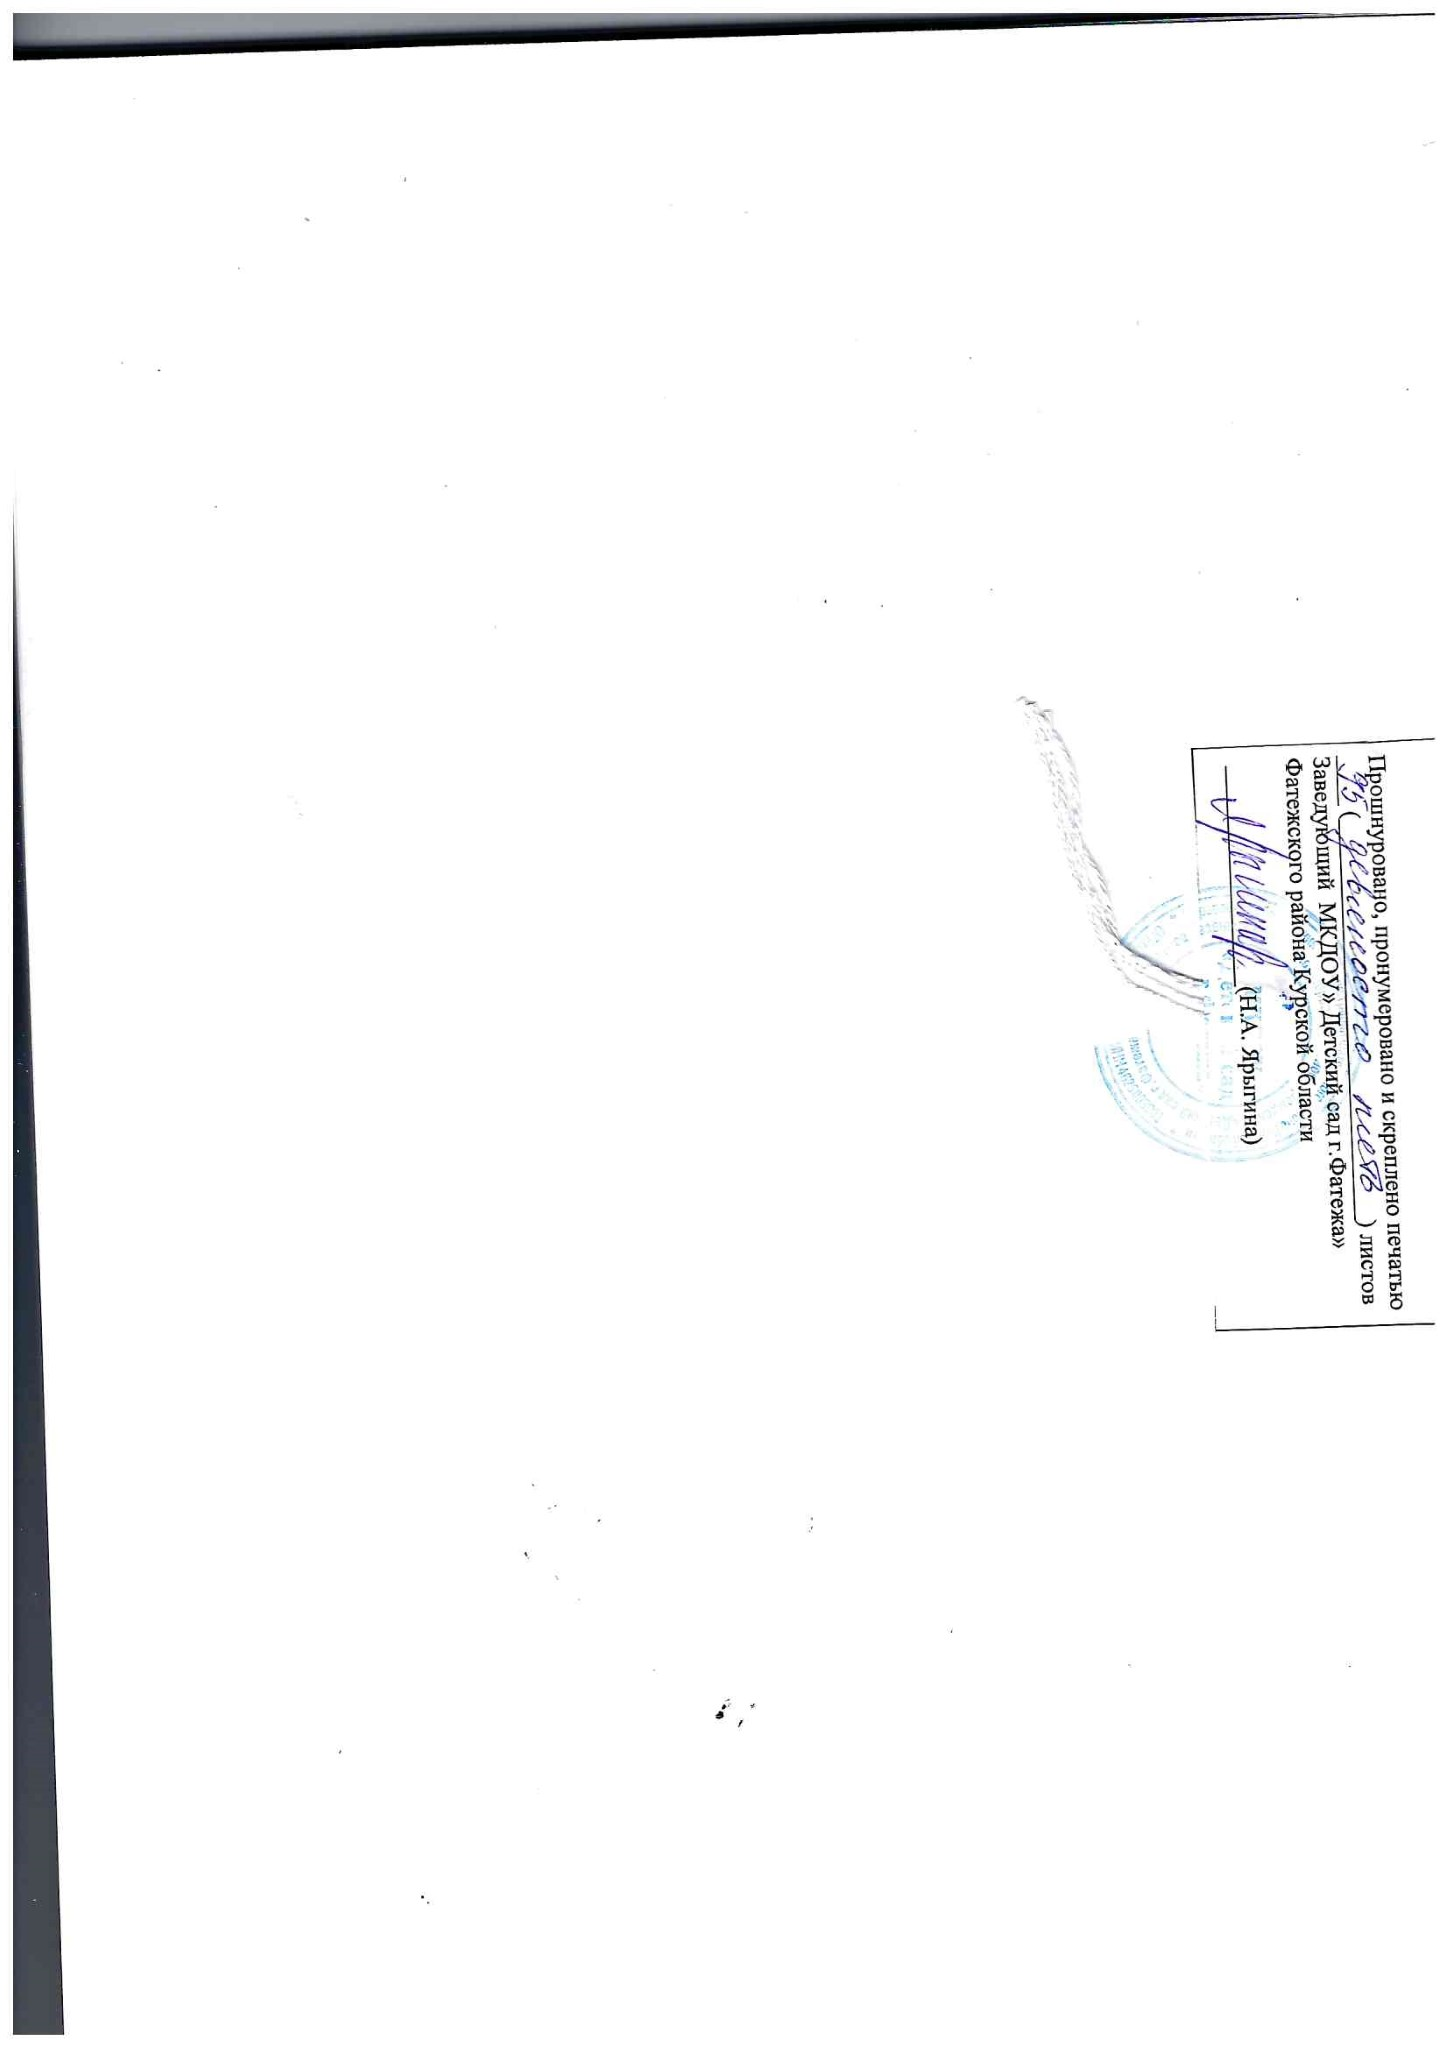 Прошнуровано, пронумеровано и скреплено печатью
95 ( девяносто пять ) листов
Заведующий МКДОУ» Детский сад г.Фатежа»
Фатежского района Курской области
(Н.А. Ярыгина)